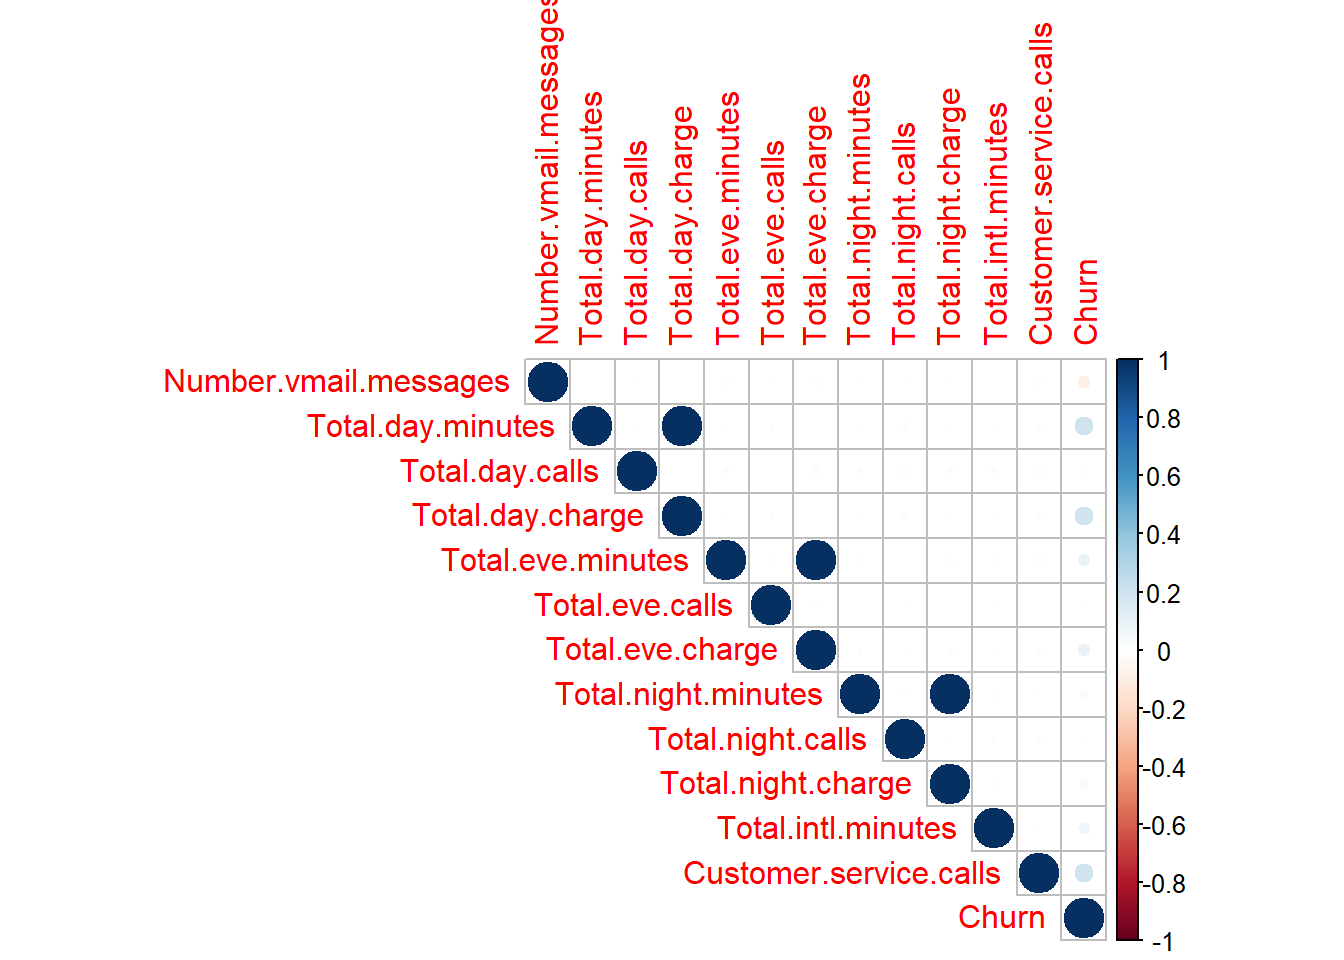 Number.vmail.messages
Total.day.minutes
Total.day.calls
Total.day.charge
Total.eve.minutes
Total.eve.calls
Total.eve.charge
Total.night.minutes
Total.night.calls
Total.night.charge
Total.intl.minutes
Customer.service.calls
Churn
Number.vmail.messages
Total.day.minutes
Total.day.calls
Total.day.charge
Total.eve.minutes
Total.eve.calls
Total.eve.charge
Total.night.minutes
Total.night.calls
Total.night.charge
Total.intl.minutes
Customer.service.calls
Churn
1
0.8
0.6
0.4
0.2
0
-0.2
-0.4
-0.6
-0.8
-1